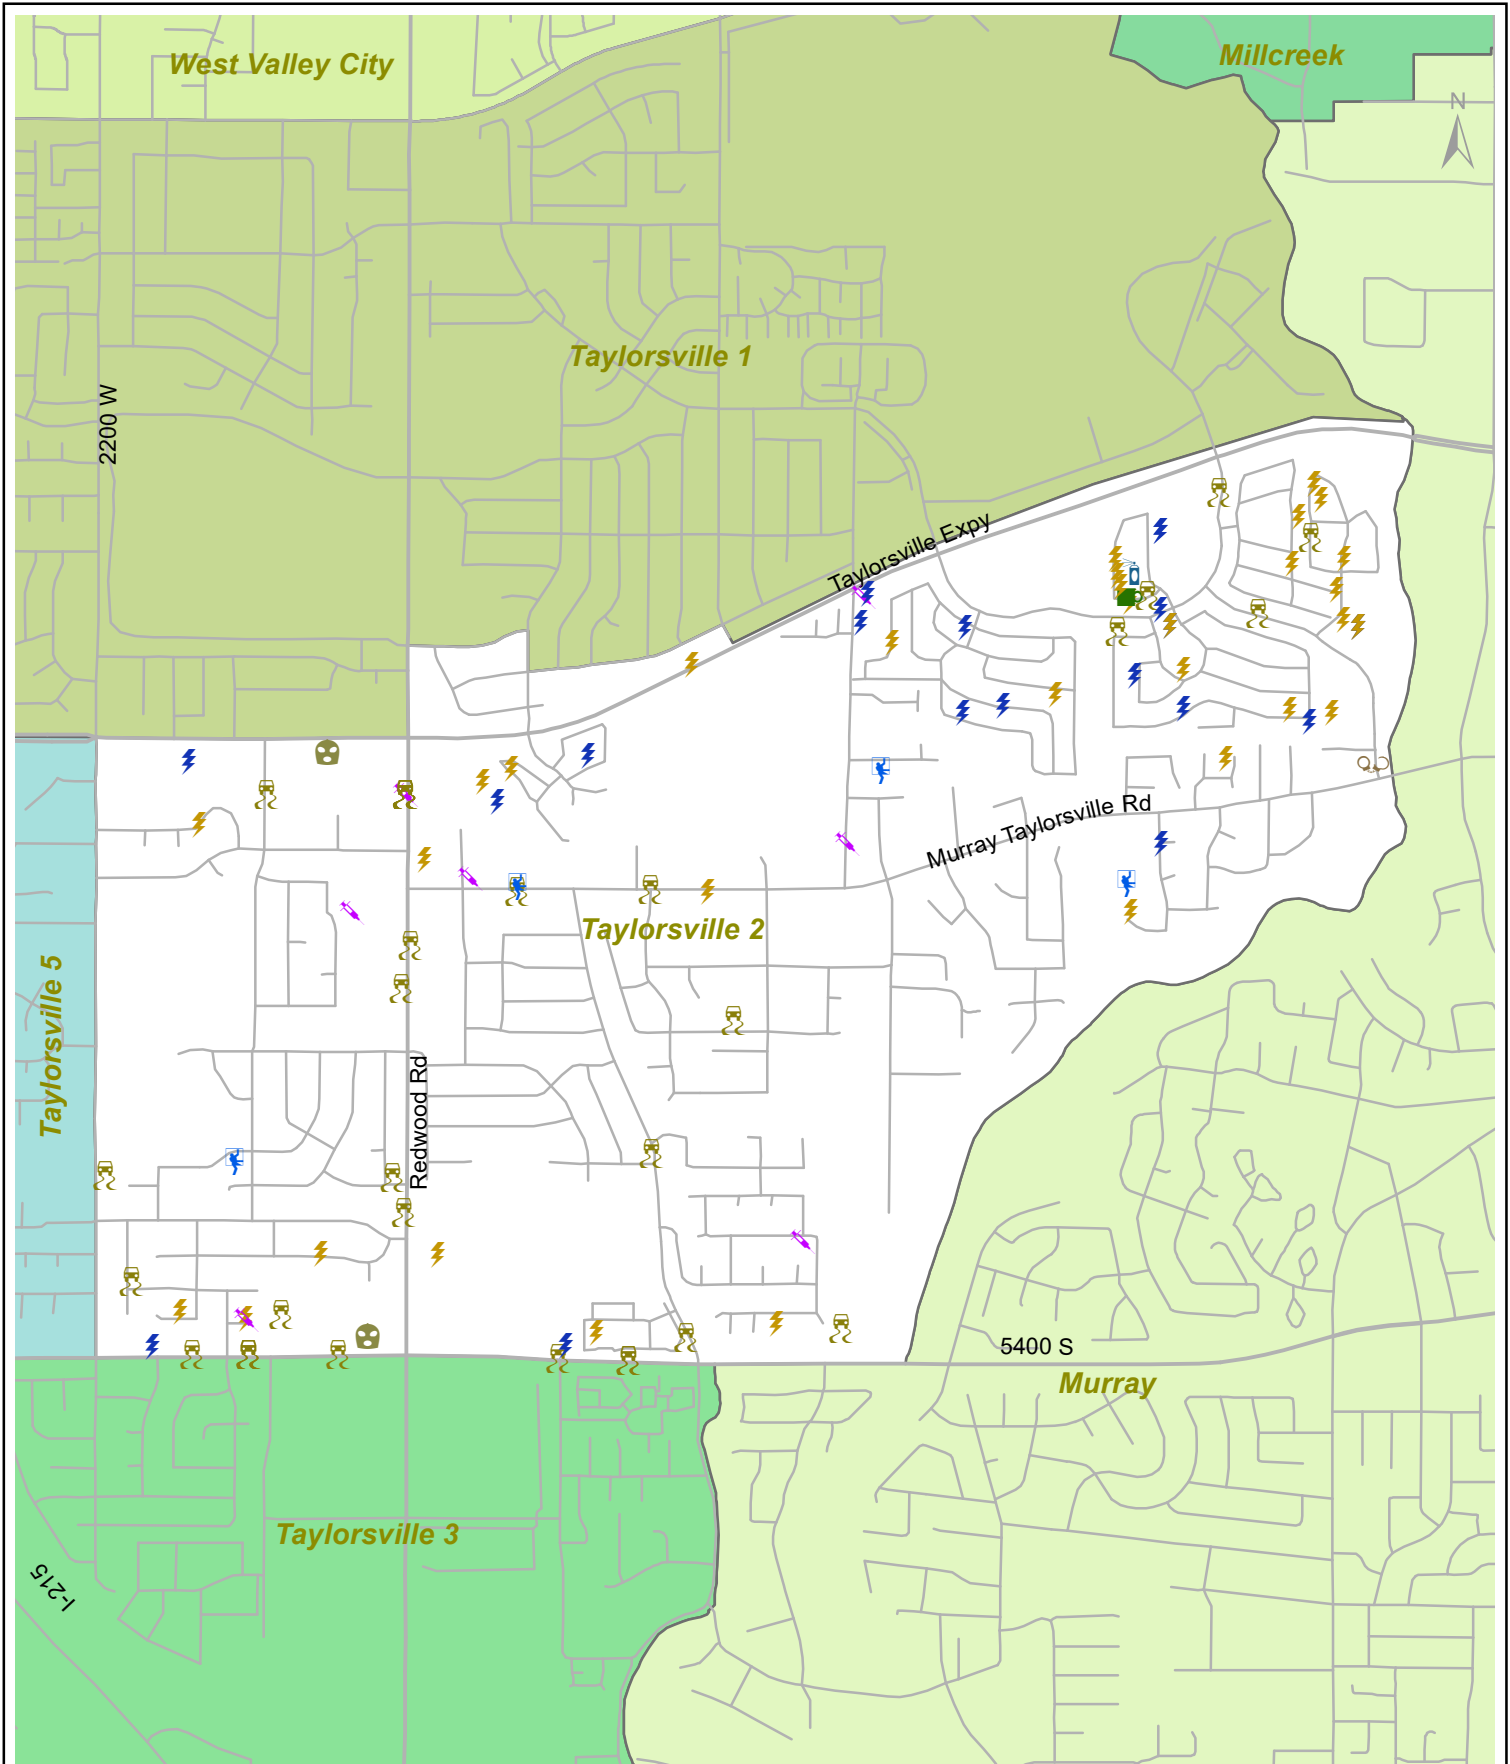 West Valley City
Millcreek
N
Taylorsville 1
2200 W
Taylorsville Expy
Murray Taylorsville Rd
Taylorsville 2
Taylorsville 5
Redwood Rd
5400 S
Murray
Taylorsville 3
I-215